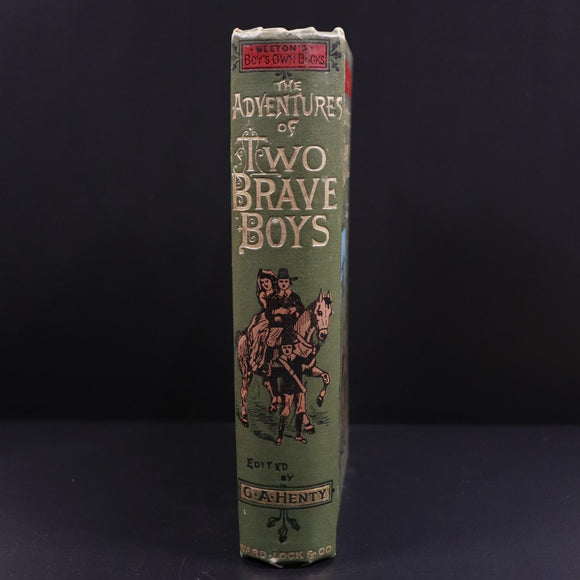 BEETON'S
BOY'S OWN BOOKS
THE
ADVENTURES
OF
TWO
BRAVE
BOYS
EDITED
BY
G.A.HENTY
WARD·LOCK & CO